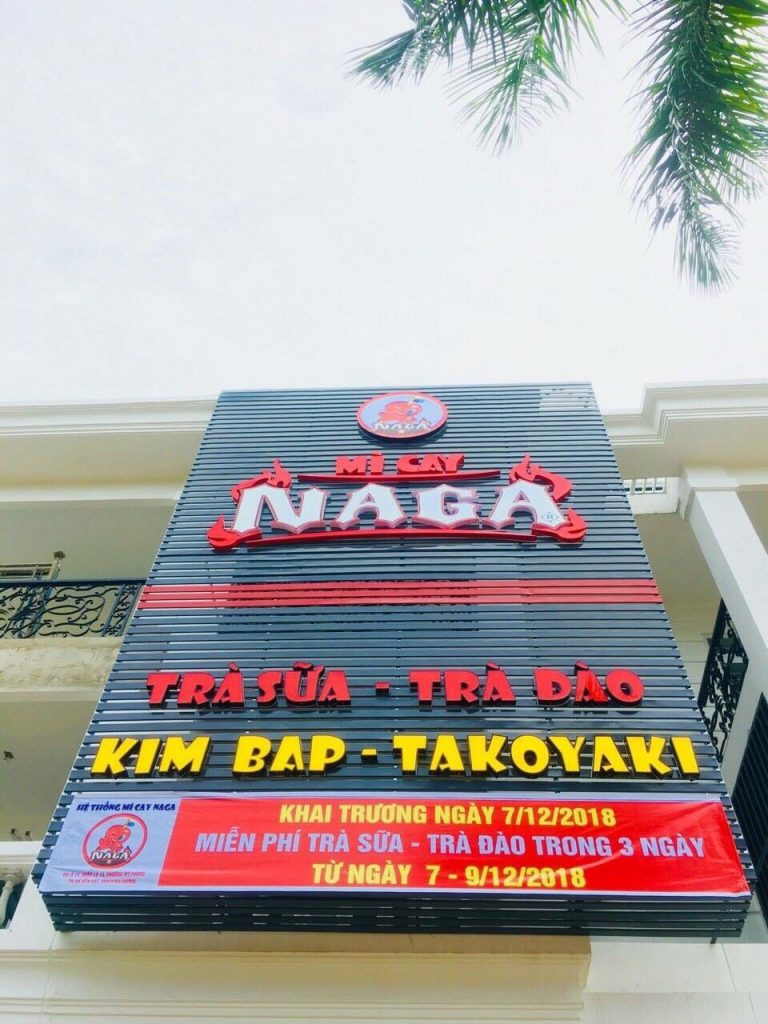 NAGA
MÌ CAY
NAGA
TRÀ SỮA - TRÀ ĐÀO
KIM BAP - TAKOYAKI
HỆ THỐNG MÌ CAY NAGA
NAGA
KHAI TRƯƠNG NGÀY 7/12/2018
MIỄN PHÍ TRÀ SỮA - TRÀ ĐÀO TRONG 3 NGÀY
TỪ NGÀY 7 - 9/12/2018